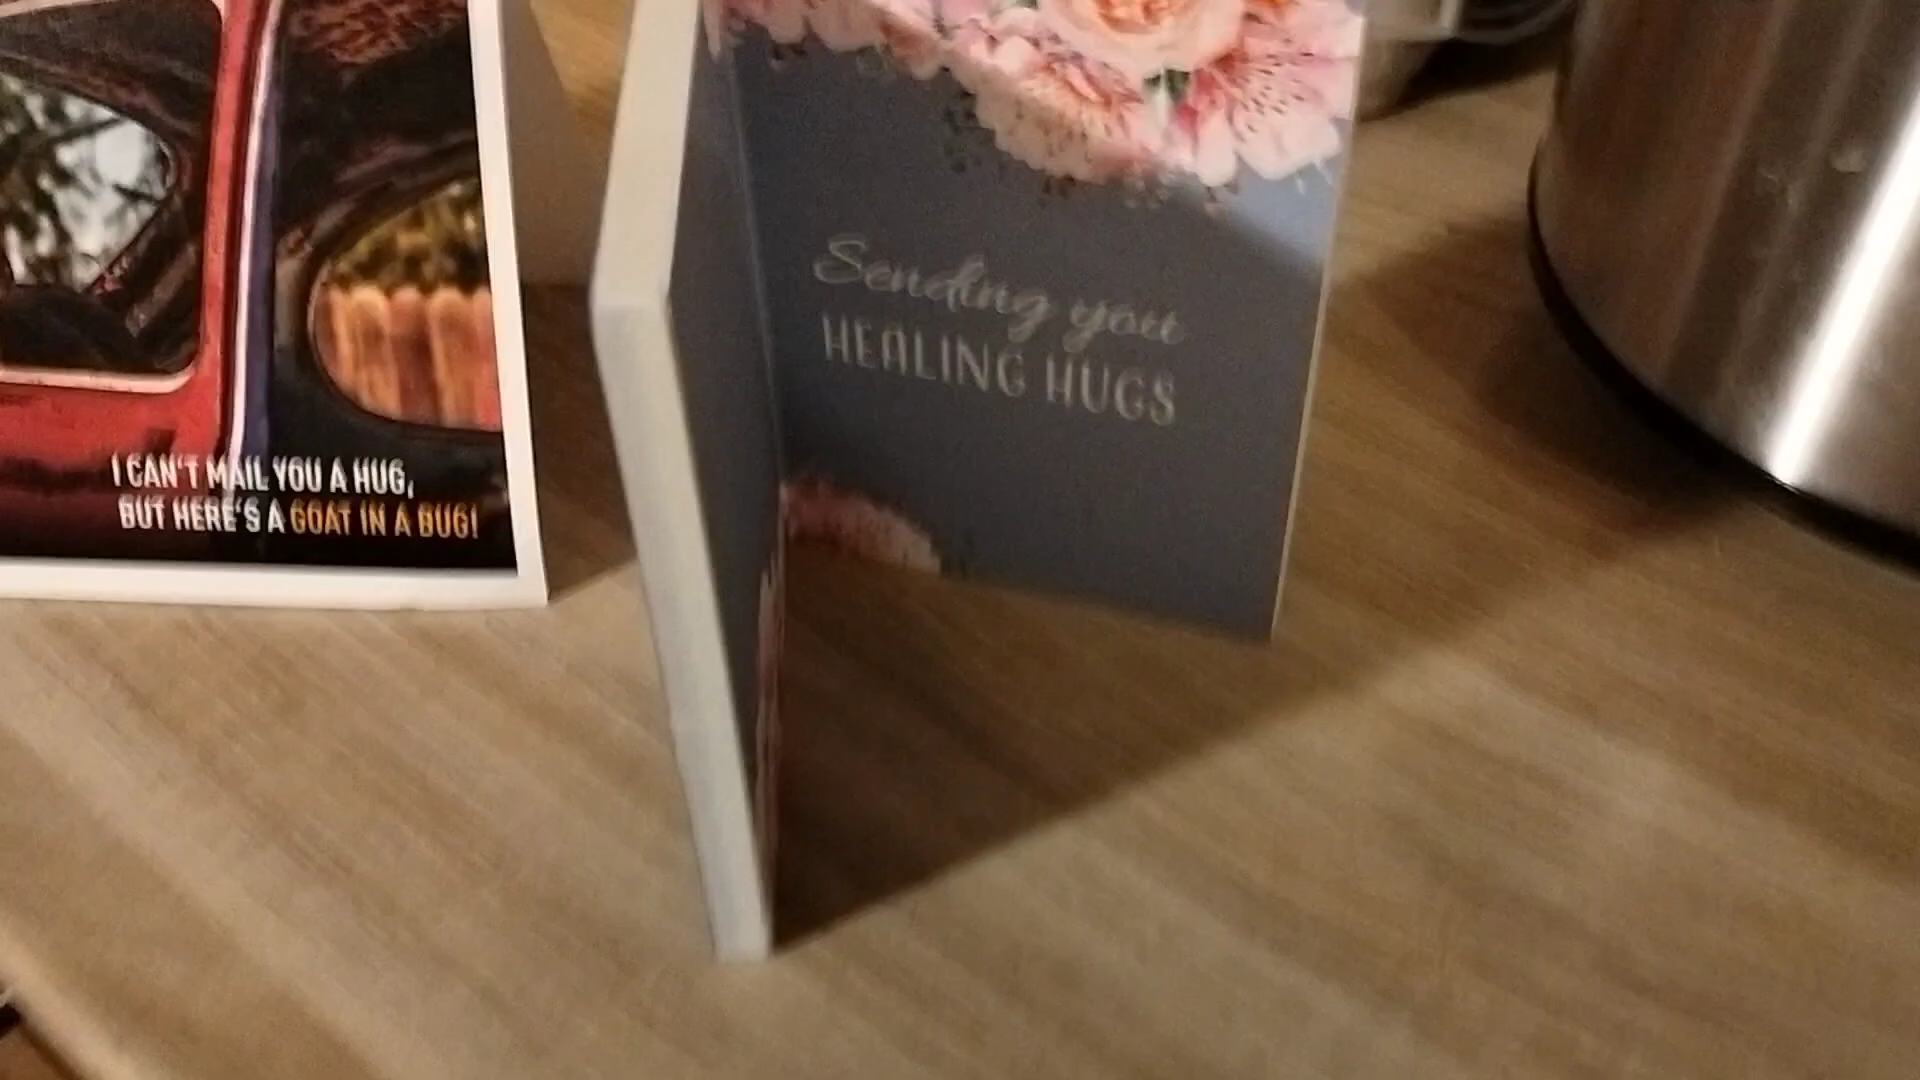 I CAN'T MAIL YOU A HUG,
BUT HERE'S A GOAT IN A BUG!
Sending you
HEALING HUGS